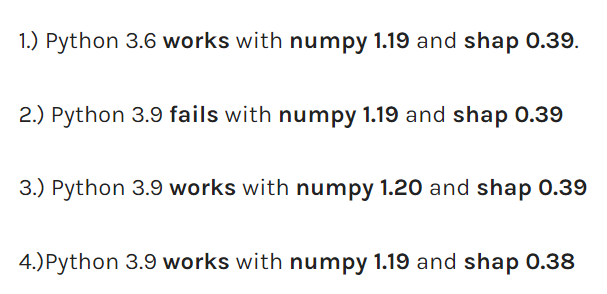 1.) Python 3.6 works with numpy 1.19 and shap 0.39.
2.) Python 3.9 fails with numpy 1.19 and shap 0.39
3.) Python 3.9 works with numpy 1.20 and shap 0.39
4.)Python 3.9 works with numpy 1.19 and shap 0.38